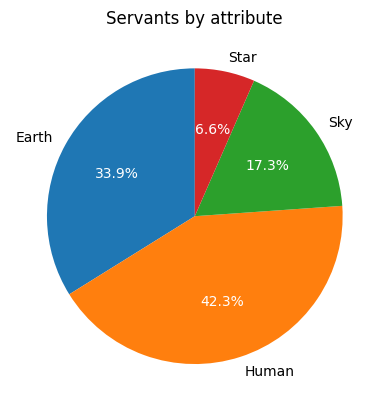 Servants by attribute
Star
Earth
Sky
6.6%
17.3%
33.9%
42.3%
Human